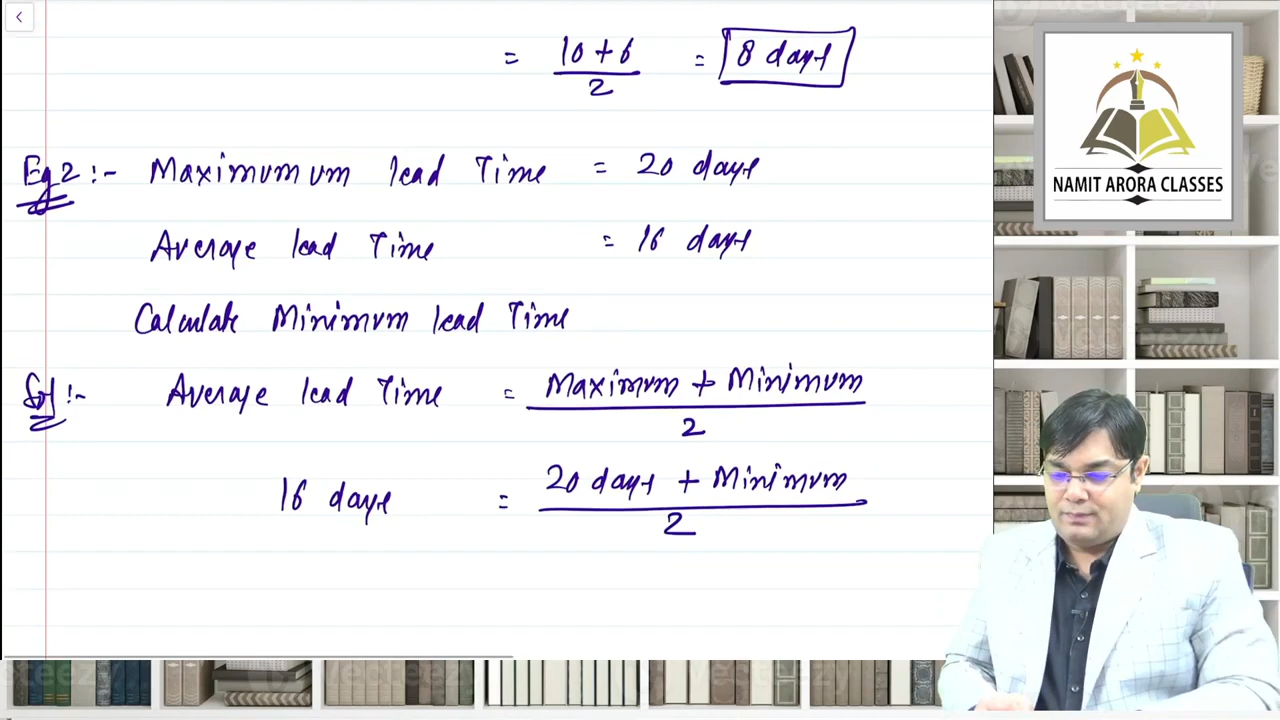 = 10 + 6 / 2 = 8 days
Eg 2 :- Maximumum lead Time = 20 days
Average lead Time = 16 days
Calculate Minimum lead Time
Sol :- Average lead Time = Maximum + Minimum / 2
16 days = 20 days + Minimum / 2
NAMIT ARORA CLASSES